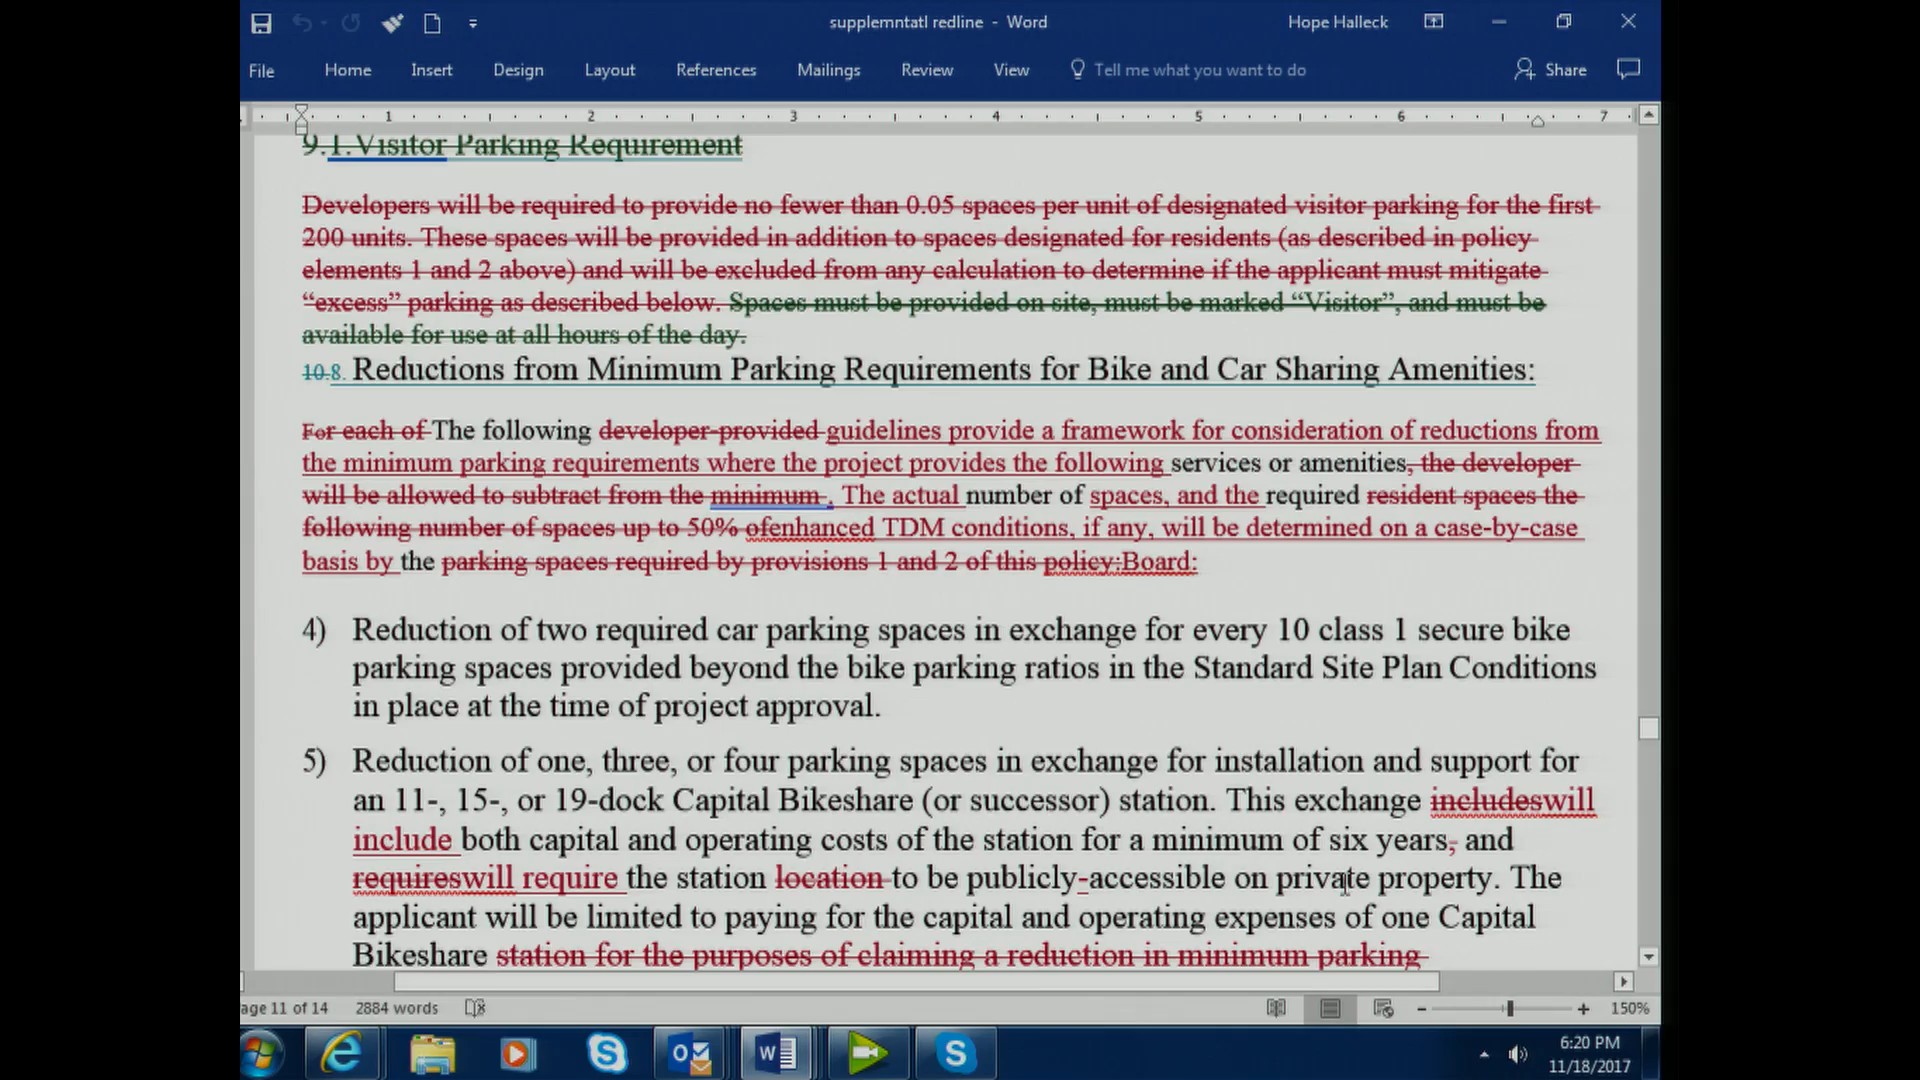 supplemntatl redline - Word
Hope Halleck
File Home Insert Design Layout References Mailings Review View Tell me what you want to do Share
1 2 3 4 5 6 7
9.1.Visitor Parking Requirement
Developers will be required to provide no fewer than 0.05 spaces per unit of designated visitor parking for the first
200 units. These spaces will be provided in addition to spaces designated for residents (as described in policy
elements 1 and 2 above) and will be excluded from any calculation to determine if the applicant must mitigate
“excess” parking as described below. Spaces must be provided on site, must be marked “Visitor”, and must be
available for use at all hours of the day.
10.8. Reductions from Minimum Parking Requirements for Bike and Car Sharing Amenities:
For each of The following developer-provided guidelines provide a framework for consideration of reductions from
the minimum parking requirements where the project provides the following services or amenities, the developer
will be allowed to subtract from the minimum . The actual number of spaces, and the required resident spaces the
following number of spaces up to 50% ofenhanced TDM conditions, if any, will be determined on a case-by-case
basis by the parking spaces required by provisions 1 and 2 of this policy:Board:
4) Reduction of two required car parking spaces in exchange for every 10 class 1 secure bike
parking spaces provided beyond the bike parking ratios in the Standard Site Plan Conditions
in place at the time of project approval.
5) Reduction of one, three, or four parking spaces in exchange for installation and support for
an 11-, 15-, or 19-dock Capital Bikeshare (or successor) station. This exchange includeswill
include both capital and operating costs of the station for a minimum of six years, and
requireswill require the station location to be publicly-accessible on private property. The
applicant will be limited to paying for the capital and operating expenses of one Capital
Bikeshare station for the purposes of claiming a reduction in minimum parking
age 11 of 14 2884 words
150%
6:20 PM
11/18/2017